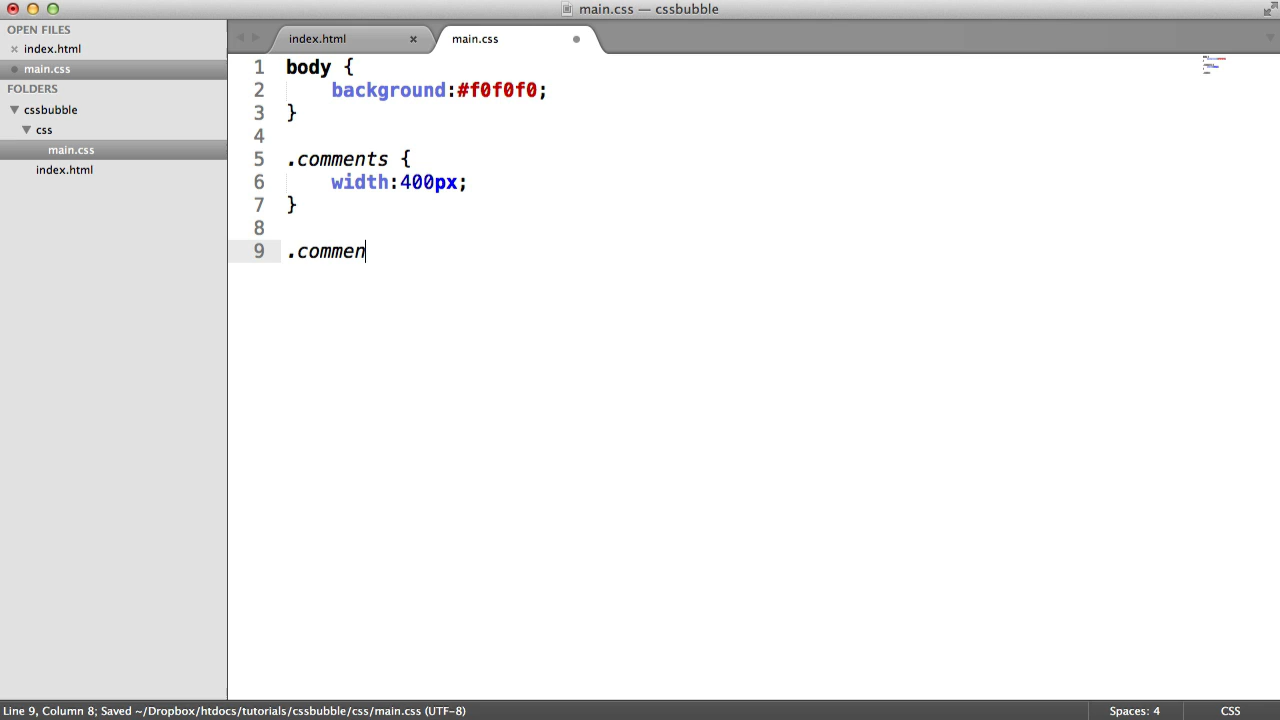 main.css — cssbubble
OPEN FILES
index.html
main.css
FOLDERS
cssbubble
css
main.css
index.html
index.html
main.css
1 body {
2 background:#f0f0f0;
3 }
4
5 .comments {
6 width:400px;
7 }
8
9 .commen
Line 9, Column 8; Saved ~/Dropbox/htdocs/tutorials/cssbubble/css/main.css (UTF-8)
Spaces: 4
CSS